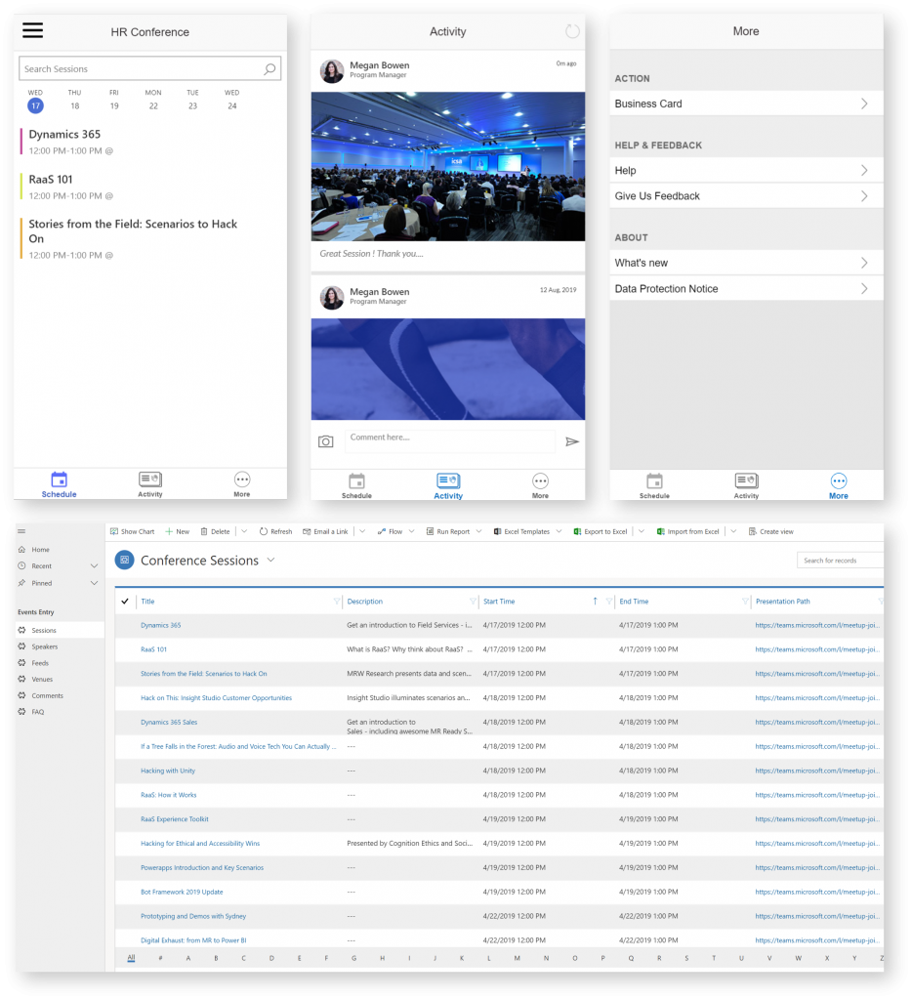 HR Conference
Search Sessions
WED THU FRI MON TUE WED
17 18 19 22 23 24
Dynamics 365
12:00 PM-1:00 PM @
RaaS 101
12:00 PM-1:00 PM @
Stories from the Field: Scenarios to Hack
On
12:00 PM-1:00 PM @
Schedule Activity More
Activity
Megan Bowen 0m ago
Program Manager
icsa
Great Session ! Thank you....
Megan Bowen 12 Aug, 2019
Program Manager
Comment here....
Schedule Activity More
More
ACTION
Business Card
HELP & FEEDBACK
Help
Give Us Feedback
ABOUT
What's new
Data Protection Notice
Schedule Activity More
Home
Recent
Pinned
Events Entry
Sessions
Speakers
Feeds
Venues
Comments
FAQ
Show Chart New Delete Refresh Email a Link Flow Run Report Excel Templates Export to Excel Import from Excel Create view
Conference Sessions Search for records
Title Description Start Time End Time Presentation Path
Dynamics 365 Get an introduction to Field Services - i... 4/17/2019 12:00 PM 4/17/2019 1:00 PM https://teams.microsoft.com/l/meetup-joi...
RaaS 101 What is RaaS? Why think about RaaS? ... 4/17/2019 12:00 PM 4/17/2019 1:00 PM https://teams.microsoft.com/l/meetup-joi...
Stories from the Field: Scenarios to Hack On MRW Research presents data and scen... 4/17/2019 12:00 PM 4/17/2019 1:00 PM https://teams.microsoft.com/l/meetup-joi...
Hack on This: Insight Studio Customer Opportunities Insight Studio illuminates scenarios an... 4/18/2019 12:00 PM 4/18/2019 1:00 PM https://teams.microsoft.com/l/meetup-joi...
Dynamics 365 Sales Get an introduction to 4/18/2019 12:00 PM 4/18/2019 1:00 PM https://teams.microsoft.com/l/meetup-joi...
Sales - including awesome MR Ready S...
If a Tree Falls in the Forest: Audio and Voice Tech You Can Actually ... --- 4/18/2019 12:00 PM 4/18/2019 1:00 PM https://teams.microsoft.com/l/meetup-joi...
Hacking with Unity --- 4/18/2019 12:00 PM 4/18/2019 1:00 PM https://teams.microsoft.com/l/meetup-joi...
RaaS: How it Works --- 4/18/2019 12:00 PM 4/18/2019 1:00 PM https://teams.microsoft.com/l/meetup-joi...
RaaS Experience Toolkit --- 4/19/2019 12:00 PM 4/19/2019 1:00 PM https://teams.microsoft.com/l/meetup-joi...
Hacking for Ethical and Accessibility Wins Presented by Cognition Ethics and Soci... 4/19/2019 12:00 PM 4/19/2019 1:00 PM https://teams.microsoft.com/l/meetup-joi...
Powerapps Introduction and Key Scenarios --- 4/19/2019 12:00 PM 4/19/2019 1:00 PM https://teams.microsoft.com/l/meetup-joi...
Bot Framework 2019 Update --- 4/19/2019 12:00 PM 4/19/2019 1:00 PM https://teams.microsoft.com/l/meetup-joi...
Prototyping and Demos with Sydney --- 4/22/2019 12:00 PM 4/22/2019 1:00 PM https://teams.microsoft.com/l/meetup-joi...
Digital Exhaust: from MR to Power BI --- 4/22/2019 12:00 PM 4/22/2019 1:00 PM https://teams.microsoft.com/l/meetup-joi...
All # A B C D E F G H I J K L M N O P Q R S T U V W X Y Z